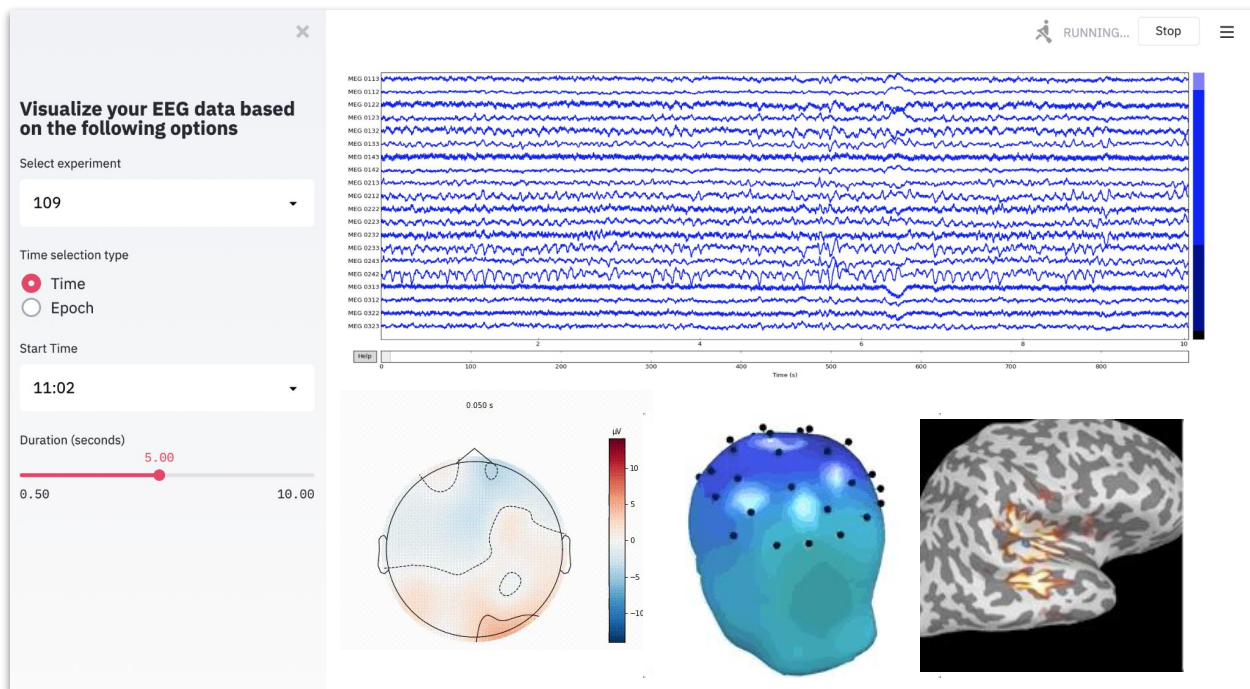 ×
RUNNING...
Stop
Visualize your EEG data based
on the following options
Select experiment
109
Time selection type
Time
Epoch
Start Time
11:02
Duration (seconds)
5.00
0.50 10.00
MEG 0113
MEG 0112
MEG 0122
MEG 0123
MEG 0132
MEG 0133
MEG 0143
MEG 0142
MEG 0213
MEG 0212
MEG 0222
MEG 0223
MEG 0232
MEG 0233
MEG 0243
MEG 0242
MEG 0313
MEG 0312
MEG 0322
MEG 0323
2 4 6 8 10
Help
0 100 200 300 400 500 600 700 800
Time (s)
0.050 s
µV
10
5
0
−5
−10